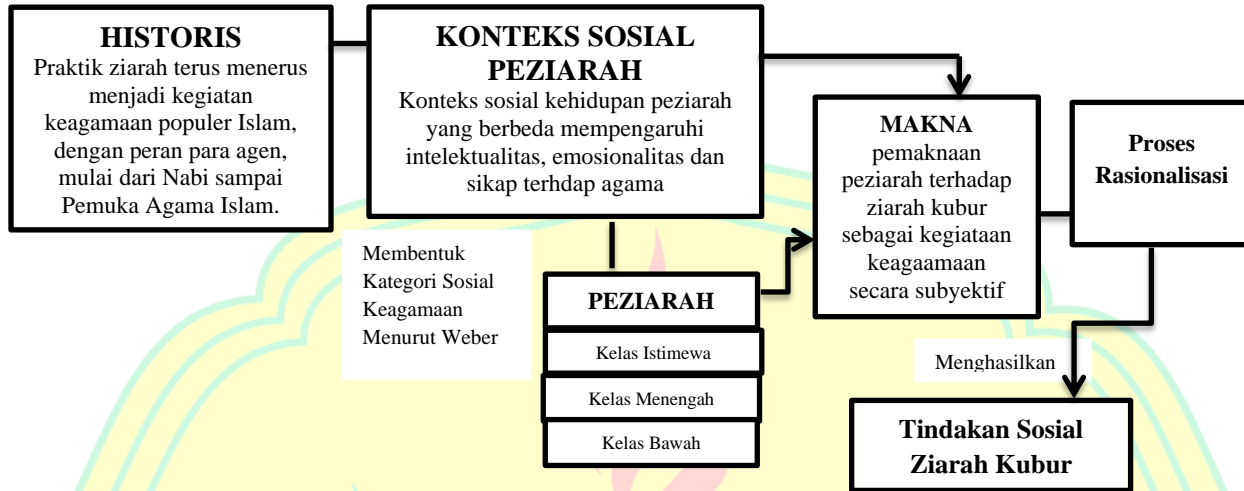 HISTORIS
Praktik ziarah terus menerus
menjadi kegiatan
keagamaan populer Islam,
dengan peran para agen,
mulai dari Nabi sampai
Pemuka Agama Islam.
KONTEKS SOSIAL
PEZIARAH
Konteks sosial kehidupan peziarah
yang berbeda mempengaruhi
intelektualitas, emosionalitas dan
sikap terhdap agama
MAKNA
pemaknaan
peziarah terhadap
ziarah kubur
sebagai kegiataan
keagaamaan
secara subyektif
Proses
Rasionalisasi
Membentuk
Kategori Sosial
Keagamaan
Menurut Weber
PEZIARAH
Kelas Istimewa
Kelas Menengah
Kelas Bawah
Menghasilkan
Tindakan Sosial
Ziarah Kubur